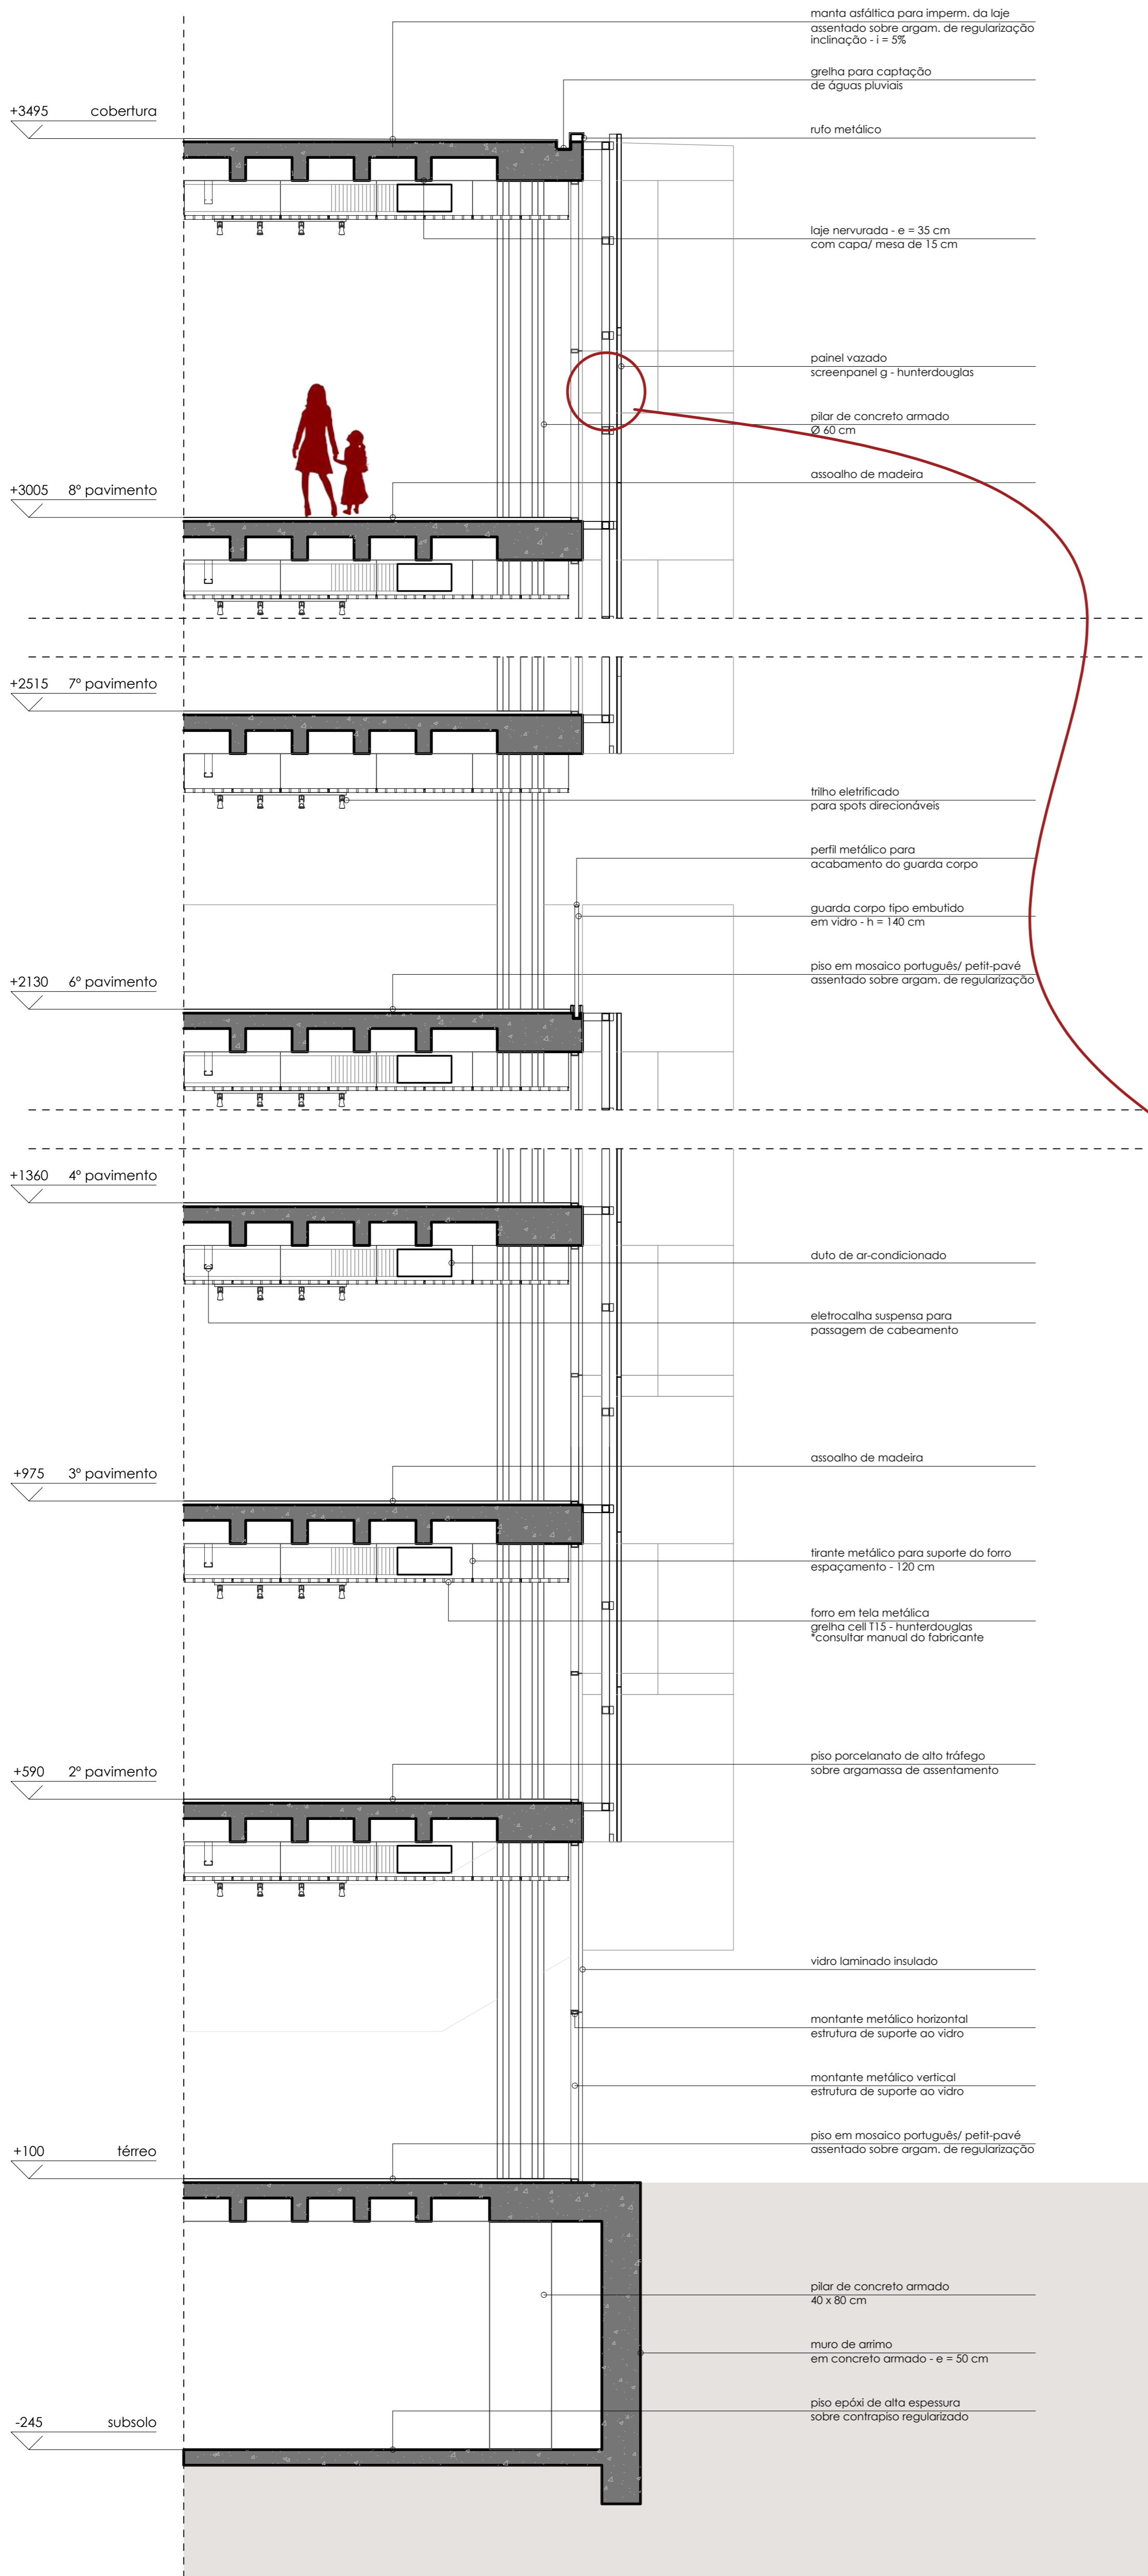 manta asfáltica para imperm. da laje
assentado sobre argam. de regularização
inclinação - i = 5%
grelha para captação
de águas pluviais
+3495 cobertura
rufo metálico
laje nervurada - e = 35 cm
com capa/ mesa de 15 cm
painel vazado
screenpanel g - hunterdouglas
pilar de concreto armado
Ø 60 cm
assoalho de madeira
+3005 8º pavimento
+2515 7º pavimento
trilho eletrificado
para spots direcionáveis
perfil metálico para
acabamento do guarda corpo
guarda corpo tipo embutido
em vidro - h = 140 cm
piso em mosaico português/ petit-pavé
assentado sobre argam. de regularização
+2130 6º pavimento
+1360 4º pavimento
duto de ar-condicionado
eletrocalha suspensa para
passagem de cabeamento
assoalho de madeira
+975 3º pavimento
tirante metálico para suporte do forro
espaçamento - 120 cm
forro em tela metálica
grelha cell T15 - hunterdouglas
*consultar manual do fabricante
piso porcelanato de alto tráfego
sobre argamassa de assentamento
+590 2º pavimento
vidro laminado insulado
montante metálico horizontal
estrutura de suporte ao vidro
montante metálico vertical
estrutura de suporte ao vidro
piso em mosaico português/ petit-pavé
assentado sobre argam. de regularização
+100 térreo
pilar de concreto armado
40 x 80 cm
muro de arrimo
em concreto armado - e = 50 cm
piso epóxi de alta espessura
sobre contrapiso regularizado
-245 subsolo